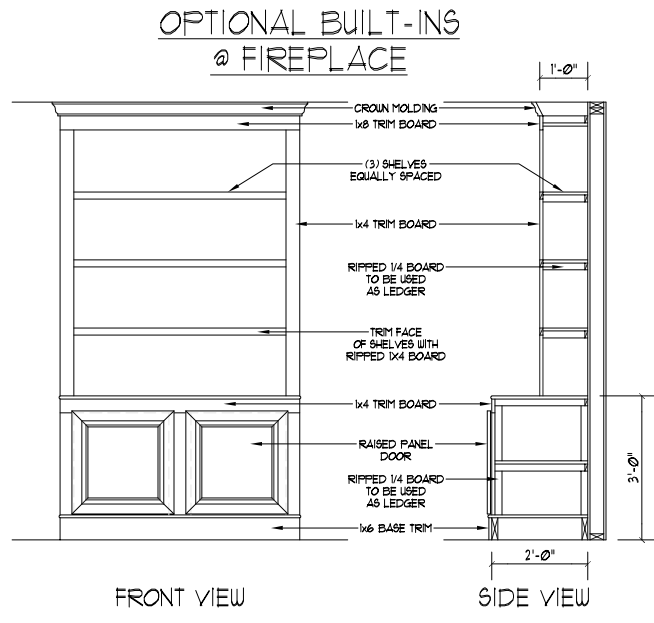 OPTIONAL BUILT-INS
@ FIREPLACE
1'-0"
CROWN MOLDING
1x8 TRIM BOARD
(3) SHELVES
EQUALLY SPACED
1x4 TRIM BOARD
RIPPED 1/4 BOARD
TO BE USED
AS LEDGER
TRIM FACE
OF SHELVES WITH
RIPPED 1X4 BOARD
1x4 TRIM BOARD
RAISED PANEL
DOOR
RIPPED 1/4 BOARD
TO BE USED
AS LEDGER
3'-0"
1x6 BASE TRIM
2'-0"
FRONT VIEW
SIDE VIEW